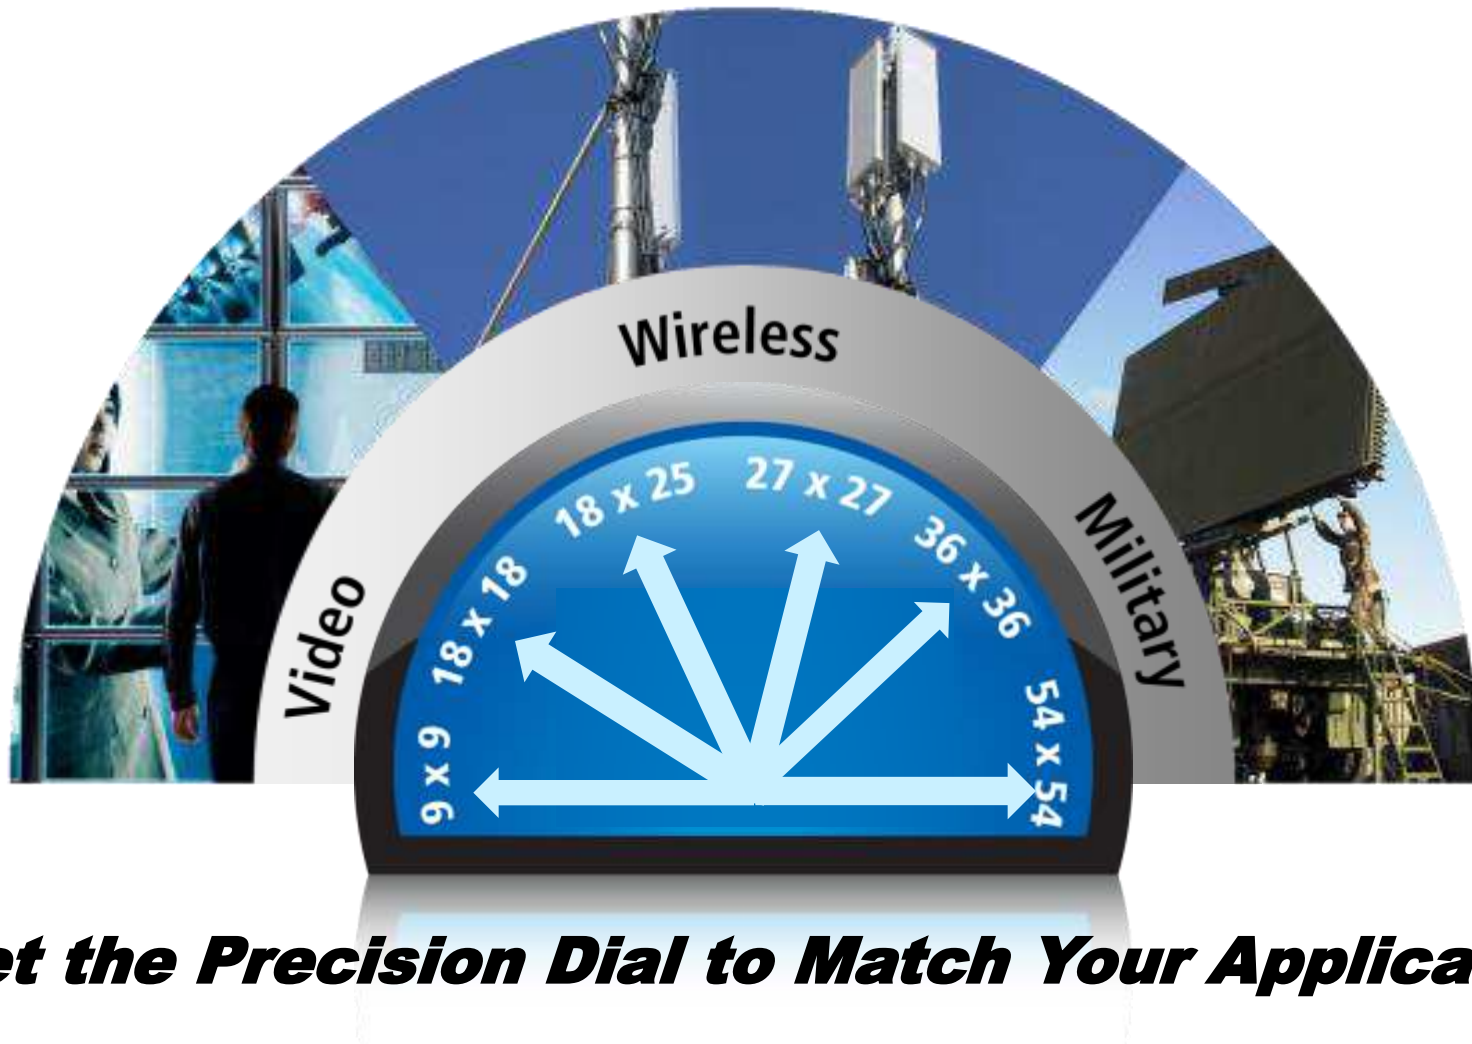 Wireless
Video
Military
9 x 9
18 x 18
18 x 25
27 x 27
36 x 36
54 x 54
et the Precision Dial to Match Your Applica